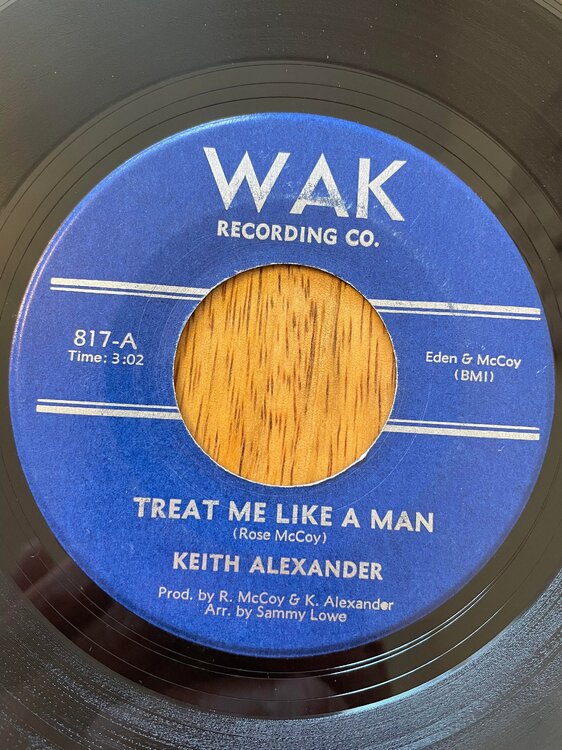 WAK
RECORDING CO.
817-A
Time: 3:02
Eden & McCoy
(BMI)
TREAT ME LIKE A MAN
(Rose McCoy)
KEITH ALEXANDER
Prod. by R. McCoy & K. Alexander
Arr. by Sammy Lowe